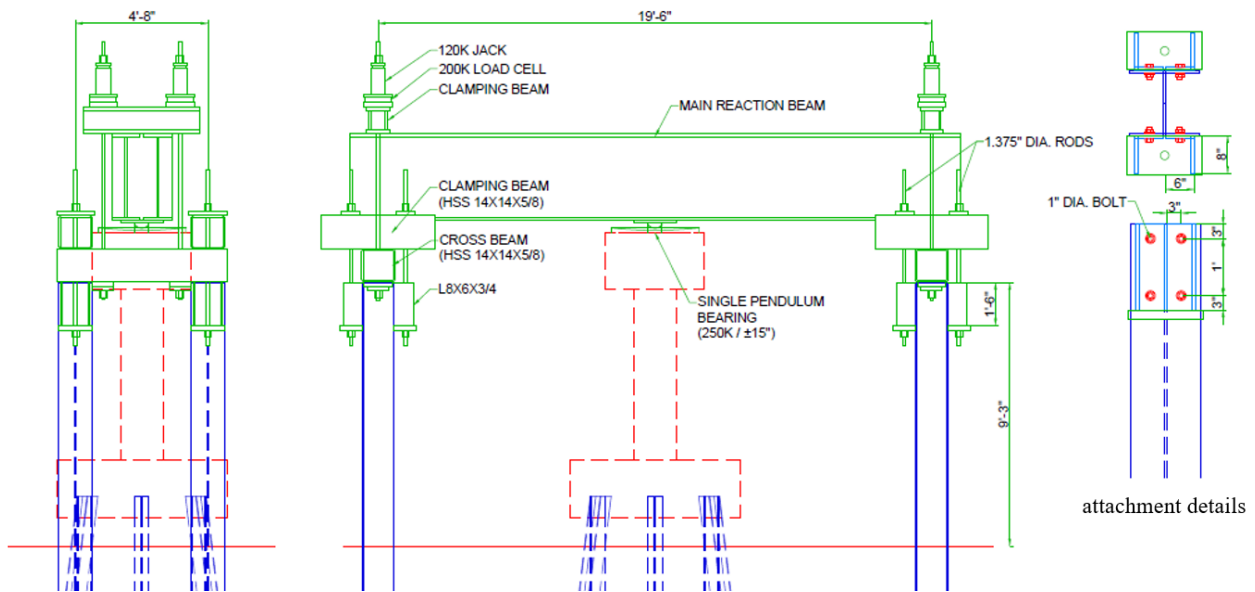 4'-8"
19'-6"
120K JACK
200K LOAD CELL
CLAMPING BEAM
MAIN REACTION BEAM
1.375" DIA. RODS
CLAMPING BEAM
(HSS 14X14X5/8)
CROSS BEAM
(HSS 14X14X5/8)
L8X6X3/4
SINGLE PENDULUM
BEARING
(250K / ±15")
1'-6"
9'-3"
8"
6"
1" DIA. BOLT
3"
3"
1'
3"
attachment details